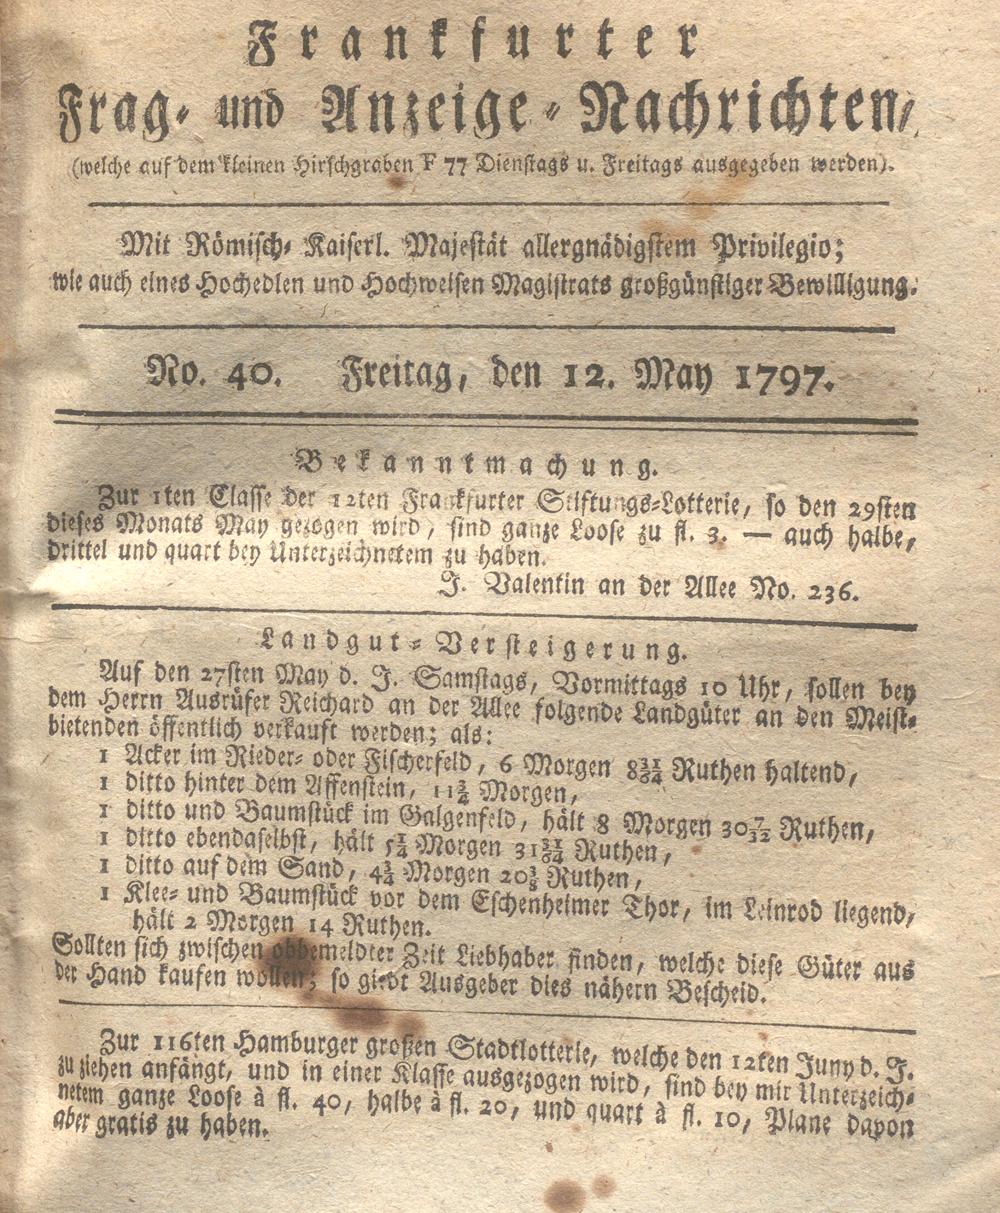 Frankfurter
Frag- und Anzeige-Nachrichten,
(welche auf dem kleinen Hirschgraben F 77 Dienstags u. Freitags ausgegeben werden).
Mit Römisch- Kaiserl. Majestät allergnädigstem Privilegio;
wie auch eines Hochedlen und Hochweisen Magistrats großgünstiger Bewilligung.
No. 40. Freitag, den 12. May 1797.
Bekanntmachung.
Zur 1ten Classe der 12ten Frankfurter Stiftungs-Lotterie, so den 29sten
dieses Monats May gezogen wird, sind ganze Loose zu fl. 3. — auch halbe,
drittel und quart bey Unterzeichnetem zu haben.
J. Valentin an der Allee No. 236.
Landgut-Versteigerung.
Auf den 27sten May d. J. Samstags, Vormittags 10 Uhr, sollen bey
dem Herrn Ausrüfer Reichard an der Allee folgende Landgüter an den Meist-
bietenden öffentlich verkauft werden; als:
1 Acker im Rieder- oder Fischerfeld, 6 Morgen 8 31/64 Ruthen haltend,
1 ditto hinter dem Affenstein, 11 3/4 Morgen,
1 ditto und Baumstück im Galgenfeld, hält 8 Morgen 30 7/32 Ruthen,
1 ditto ebendaselbst, hält 5 1/4 Morgen Ruthen,
1 ditto auf dem Sand, 4 3/4 Morgen 20 3/8 Ruthen,
1 Klee- und Baumstück vor dem Eschenheimer Thor, im Leinrod liegend,
hält 2 Morgen 14 Ruthen.
Sollten sich zwischen obbemeldter Zeit Liebhaber finden, welche diese Güter aus
der Hand kaufen wollen; so giebt Ausgeber dies nähern Bescheid.
Zur 116ten Hamburger großen Stadtlotterie, welche den 12ten Juny d. J.
zu ziehen anfängt, und in einer Klasse ausgezogen wird, sind bey mir Unterzeich-
netem ganze Loose à fl. 40, halbe à fl. 20, und quart à fl. 10, Plane davon
aber gratis zu haben.